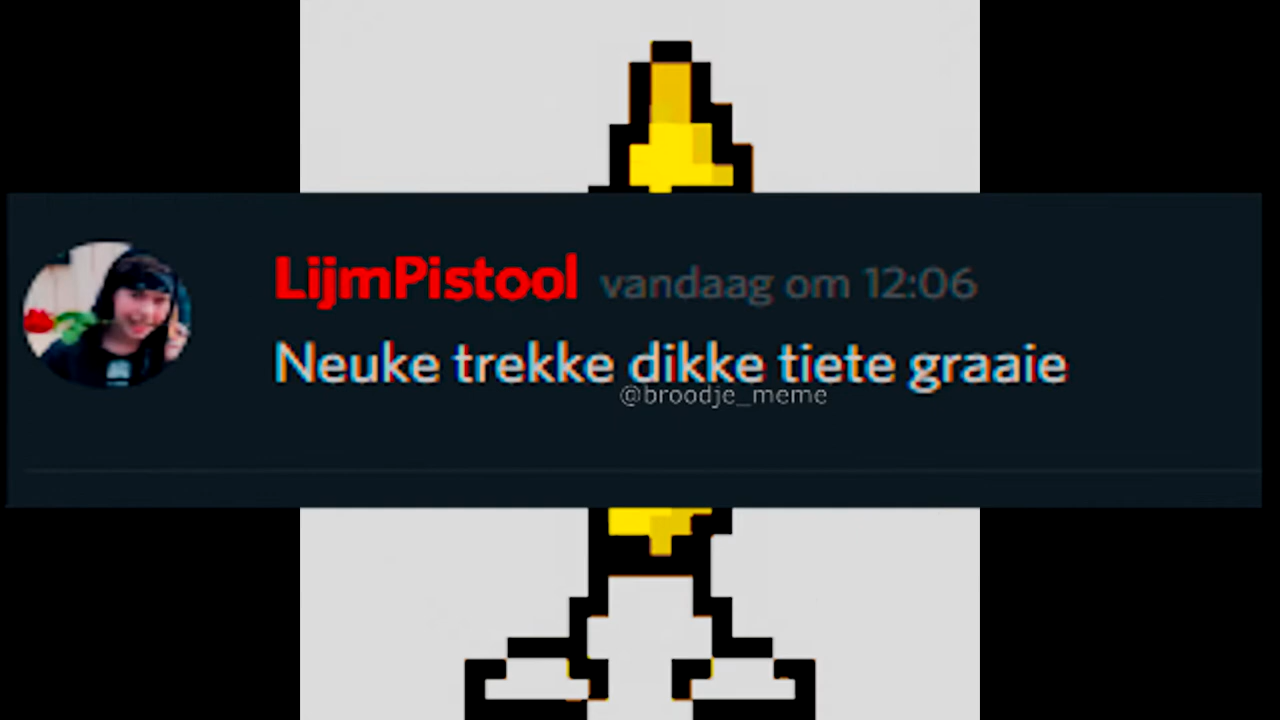 LijmPistool vandaag om 12:06
Neuke trekke dikke tiete graaie
@broodje_meme